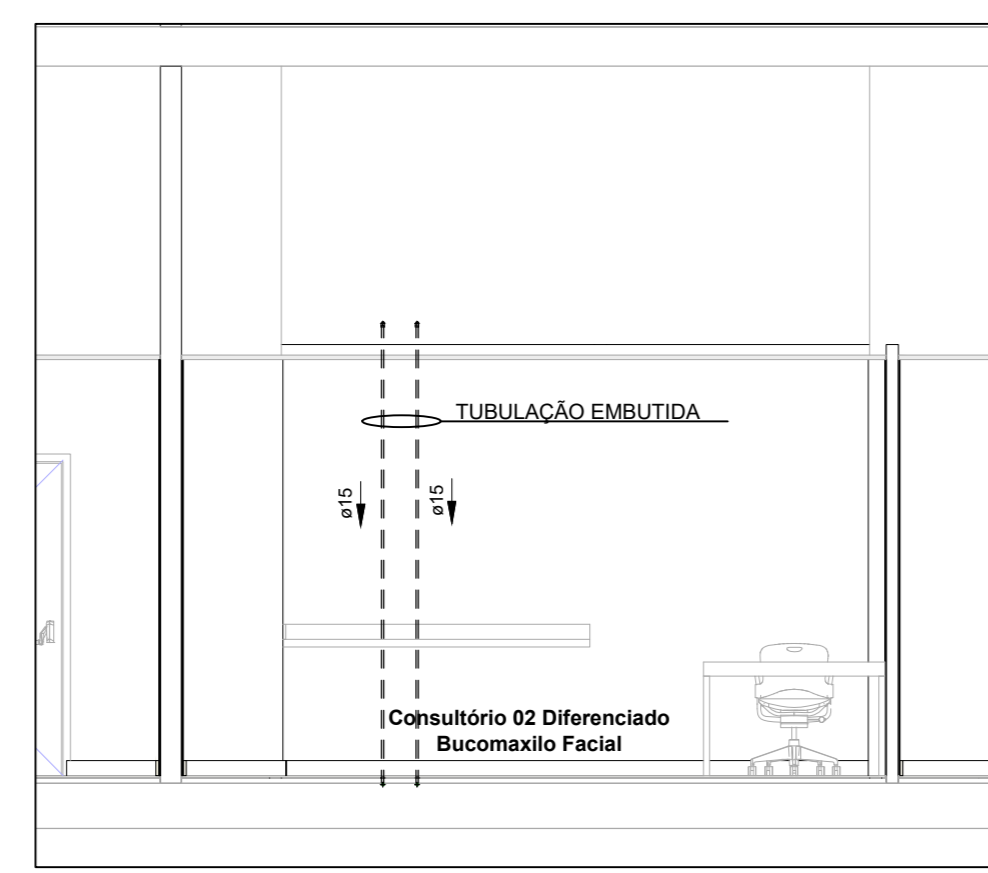 TUBULAÇÃO EMBUTIDA
ø15
ø15
Consultório 02 Diferenciado
Bucomaxilo Facial